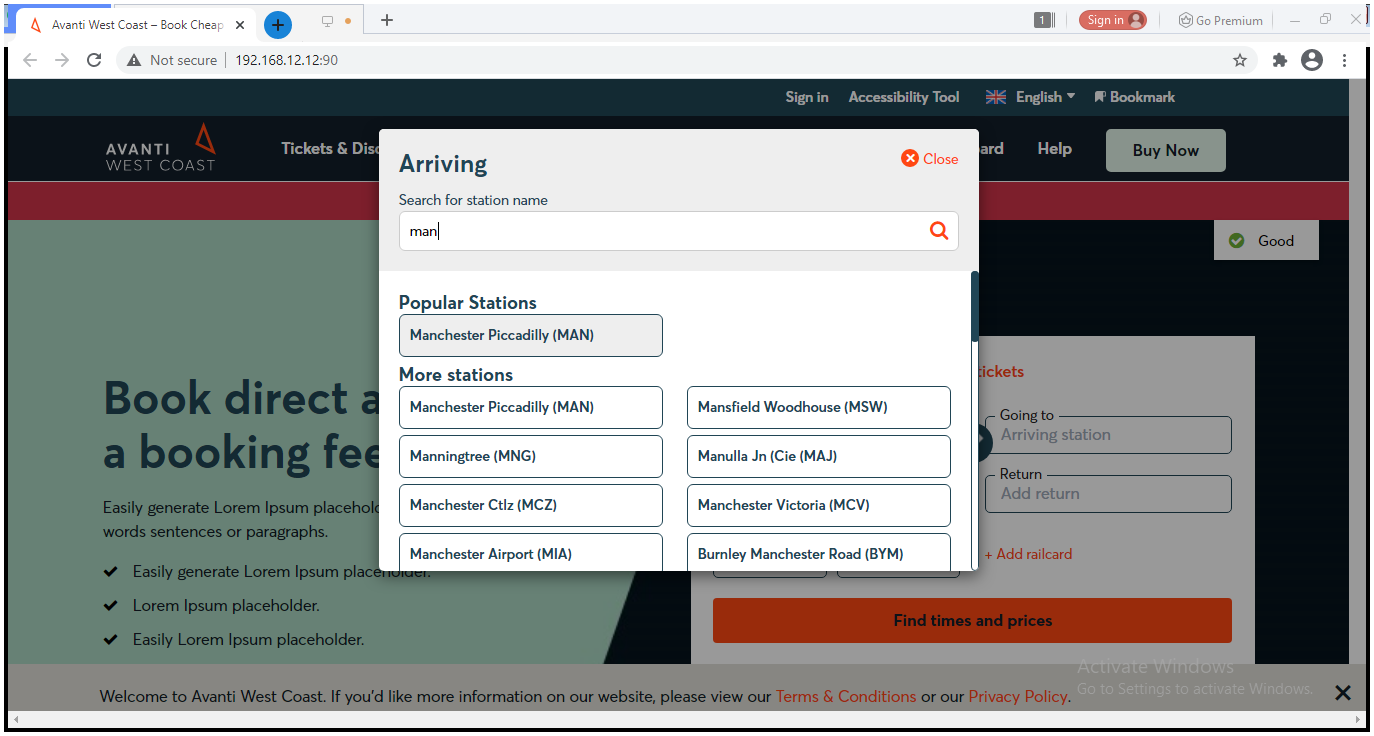 Avanti West Coast – Book Cheap
1
Sign in
Go Premium
Not secure
192.168.12.12:90
Sign in
Accessibility Tool
English
Bookmark
AVANTI
WEST COAST
Tickets & Disc
ard
Help
Buy Now
Arriving
Close
Search for station name
man
Good
Popular Stations
Manchester Piccadilly (MAN)
More stations
Manchester Piccadilly (MAN)
Mansfield Woodhouse (MSW)
Manningtree (MNG)
Manulla Jn (Cie (MAJ)
Manchester Ctlz (MCZ)
Manchester Victoria (MCV)
Manchester Airport (MIA)
Burnley Manchester Road (BYM)
Book direct a
a booking fee
Easily generate Lorem Ipsum placehold
words sentences or paragraphs.
Easily generate Lorem Ipsum placeholder.
Lorem Ipsum placeholder.
Easily Lorem Ipsum placeholder.
tickets
Going to
Arriving station
Return
Add return
+ Add railcard
Find times and prices
Activate Windows
Go to Settings to activate Windows.
Welcome to Avanti West Coast. If you'd like more information on our website, please view our Terms & Conditions or our Privacy Policy.